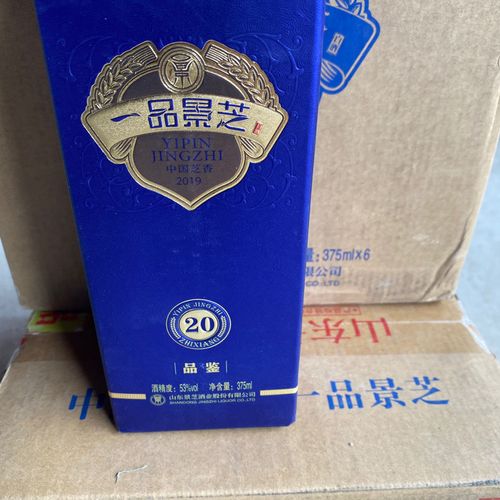 一品景芝
YIPIN
JINGZHI
中国芝香
2019
YIPIN JINGZHI
20
ZHIXIANG
品鉴
酒精度：53%vol 净含量：375ml
山东景芝酒业股份有限公司
SHANDONG JINGZHI LIQUOR CO.,LTD
量：375ml×6
限公司
OR CO.,LTD
山东
中 一品景芝